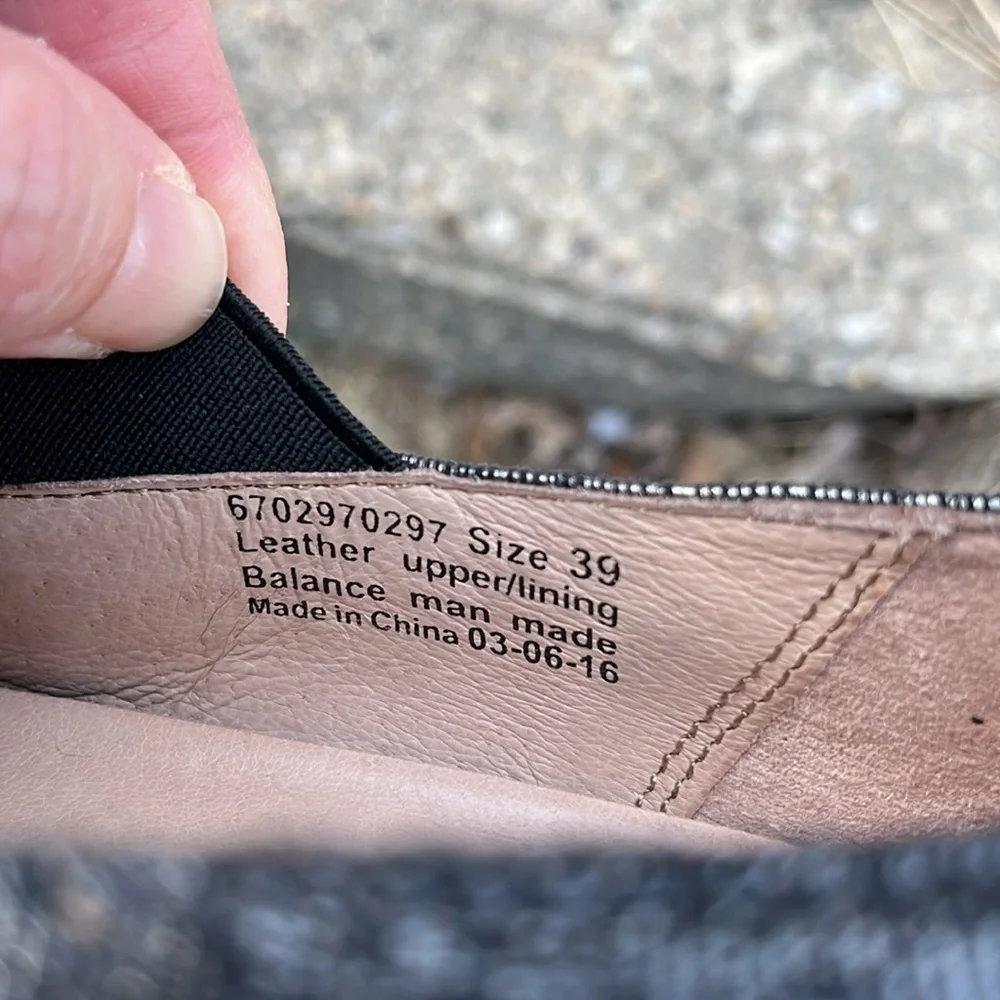 6702970297 Size 39
Leather upper/lining
Balance man made
Made in China 03-06-16